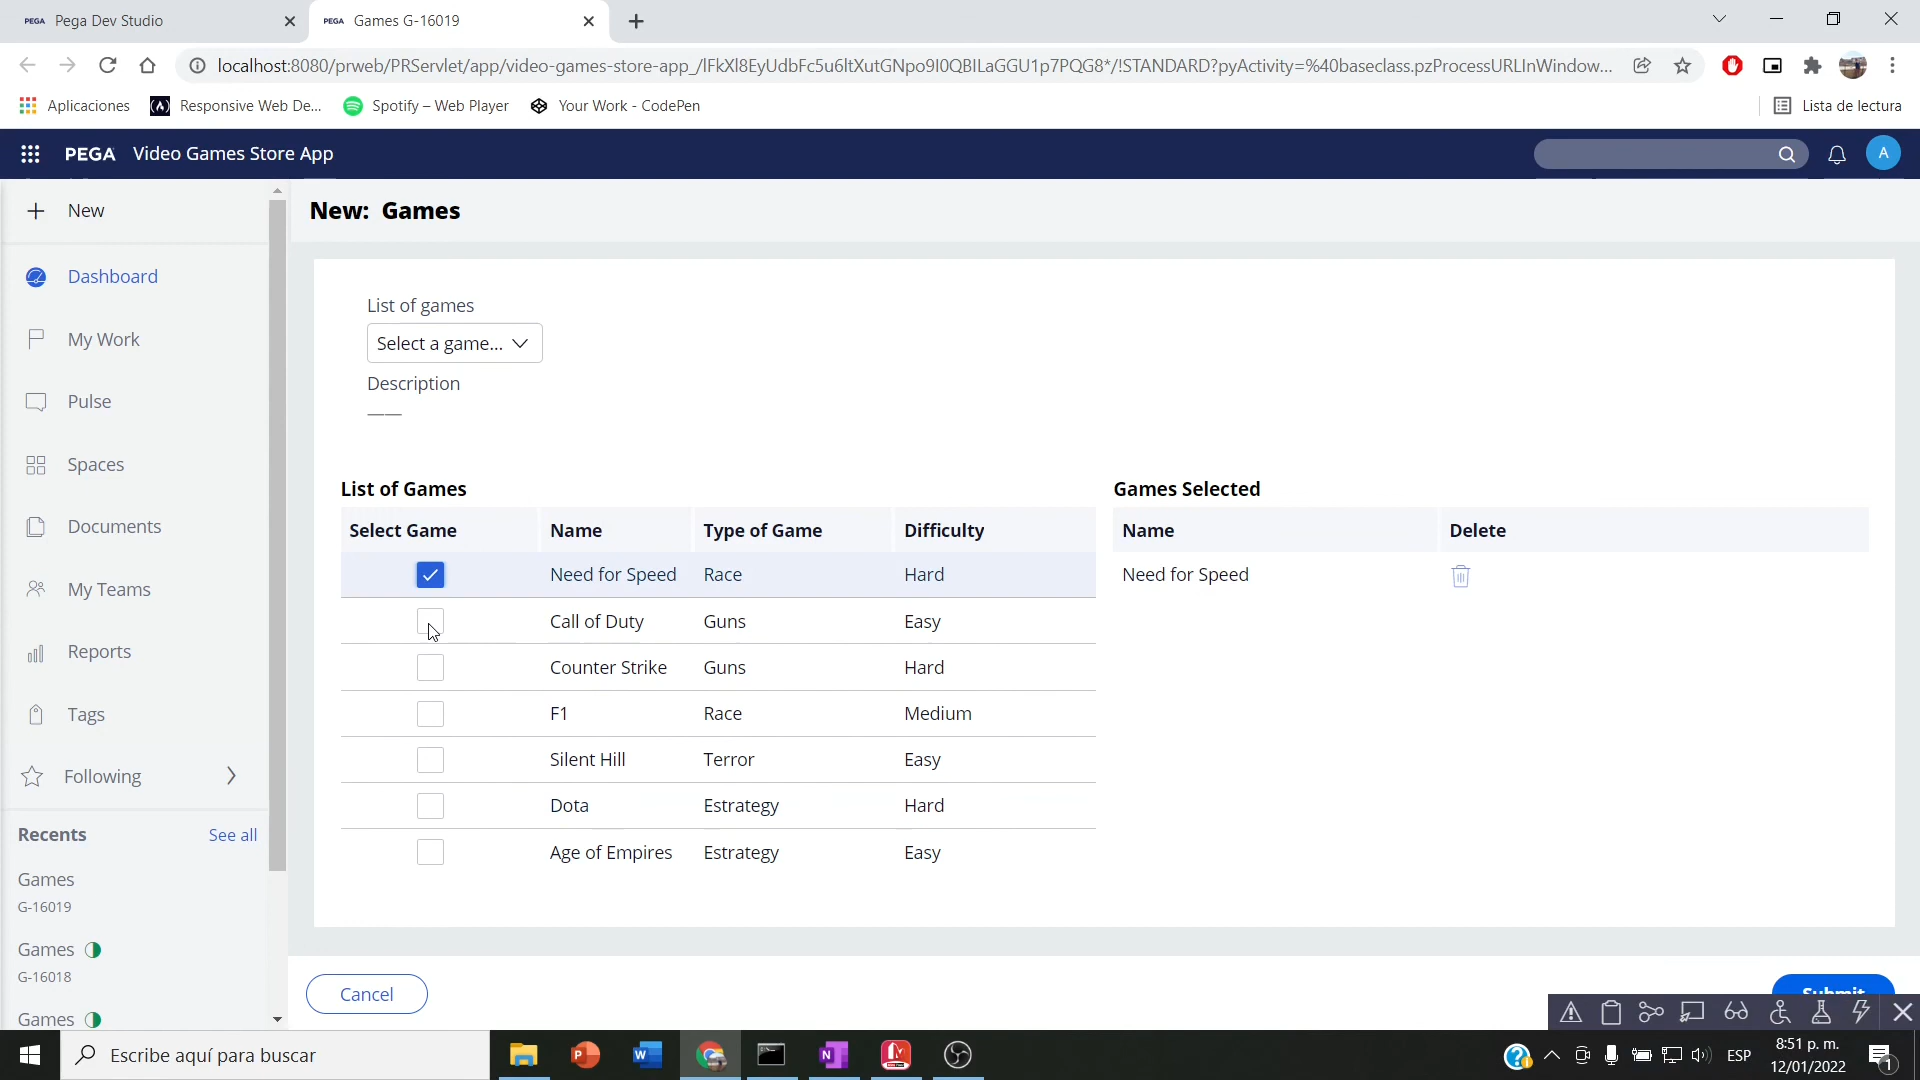 PEGA Pega Dev Studio
PEGA Games G-16019
localhost:8080/prweb/PRServlet/app/video-games-store-app_/lFkXl8EyUdbFc5u6ltXutGNpo9I0QBILaGGU1p7PQG8*/!STANDARD?pyActivity=%40baseclass.pzProcessURLInWindow...
Aplicaciones
Responsive Web De...
Spotify – Web Player
Your Work - CodePen
Lista de lectura
PEGA Video Games Store App
A
New
Dashboard
My Work
Pulse
Spaces
Documents
My Teams
Reports
Tags
Following
Recents See all
Games
G-16019
Games
G-16018
Games
New: Games
List of games
Select a game...
Description
——
List of Games
Select Game Name Type of Game Difficulty
Need for Speed Race Hard
Call of Duty Guns Easy
Counter Strike Guns Hard
F1 Race Medium
Silent Hill Terror Easy
Dota Estrategy Hard
Age of Empires Estrategy Easy
Games Selected
Name Delete
Need for Speed
Cancel
Submit
Escribe aquí para buscar
ESP
8:51 p. m.
12/01/2022
1